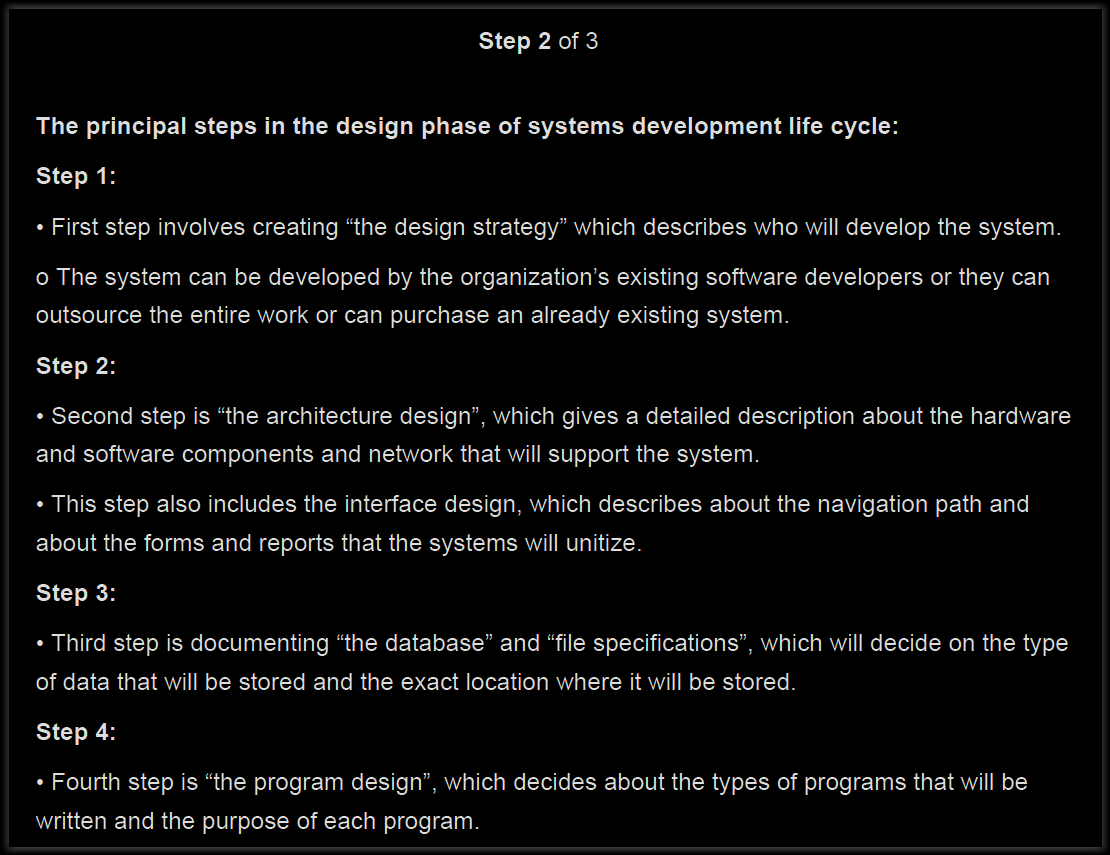 Step 2 of 3
The principal steps in the design phase of systems development life cycle:
Step 1:
• First step involves creating “the design strategy” which describes who will develop the system.
o The system can be developed by the organization’s existing software developers or they can
outsource the entire work or can purchase an already existing system.
Step 2:
• Second step is “the architecture design”, which gives a detailed description about the hardware
and software components and network that will support the system.
• This step also includes the interface design, which describes about the navigation path and
about the forms and reports that the systems will unitize.
Step 3:
• Third step is documenting “the database” and “file specifications”, which will decide on the type
of data that will be stored and the exact location where it will be stored.
Step 4:
• Fourth step is “the program design”, which decides about the types of programs that will be
written and the purpose of each program.